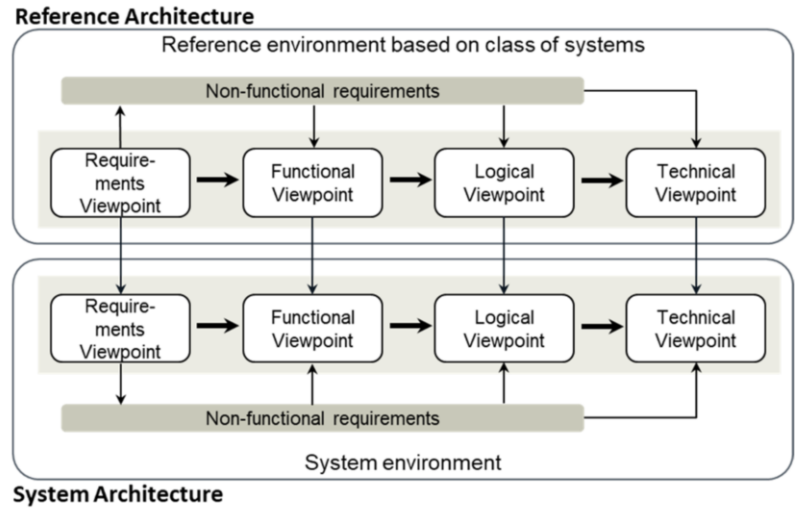 Reference Architecture
Reference environment based on class of systems
Non-functional requirements
Require-
ments
Viewpoint
Functional
Viewpoint
Logical
Viewpoint
Technical
Viewpoint
Require-
ments
Viewpoint
Functional
Viewpoint
Logical
Viewpoint
Technical
Viewpoint
Non-functional requirements
System environment
System Architecture